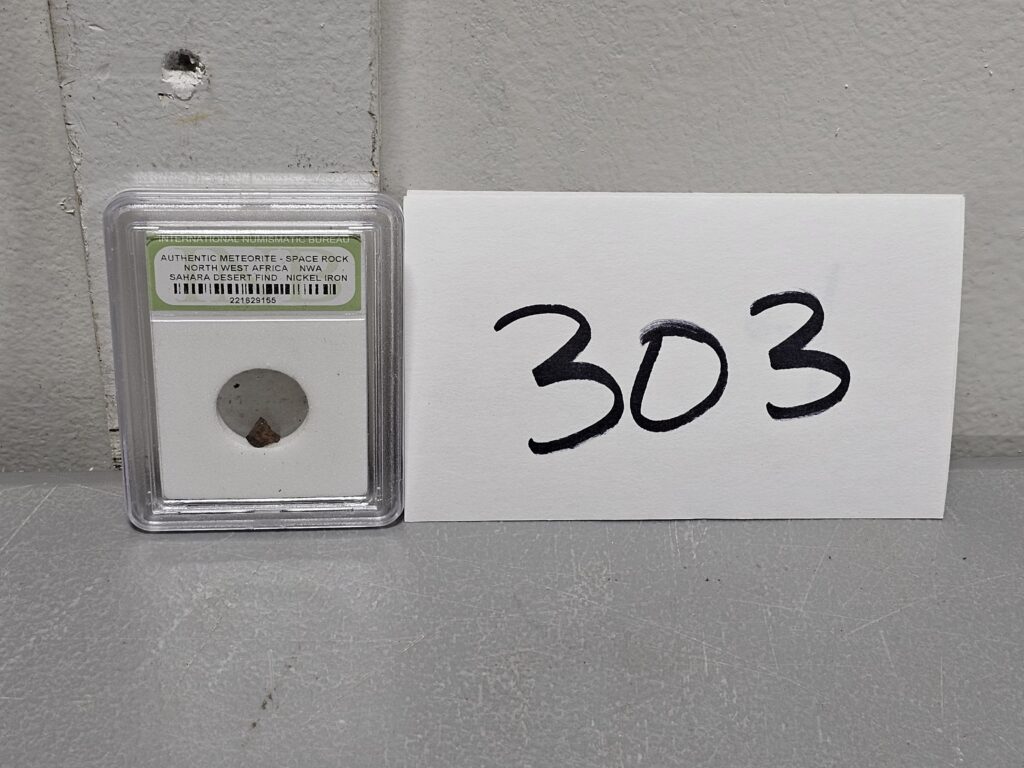 INTERNATIONAL NUMISMATIC BUREAU
AUTHENTIC METEORITE - SPACE ROCK
NORTH WEST AFRICA NWA
SAHARA DESERT FIND NICKEL IRON
221829155
303